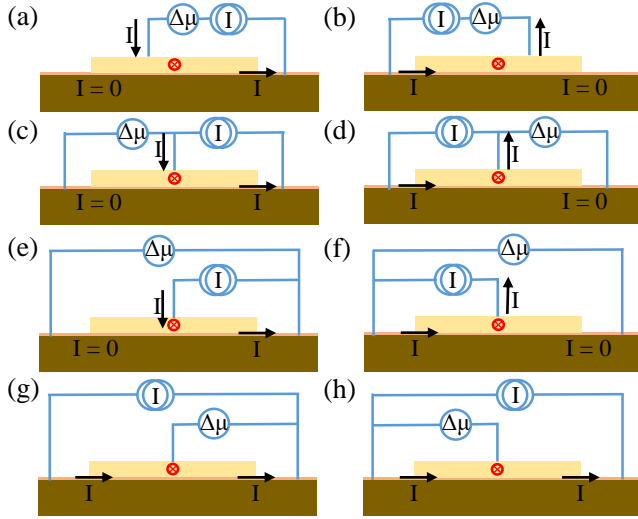 (a) Δμ I (b) I Δμ
I I
I = 0 I I I = 0
(c) Δμ I (d) I Δμ
I I
I = 0 I I I = 0
(e) Δμ (f) Δμ
I I
I I
I = 0 I I I = 0
(g) I (h) I
Δμ Δμ
I I I I